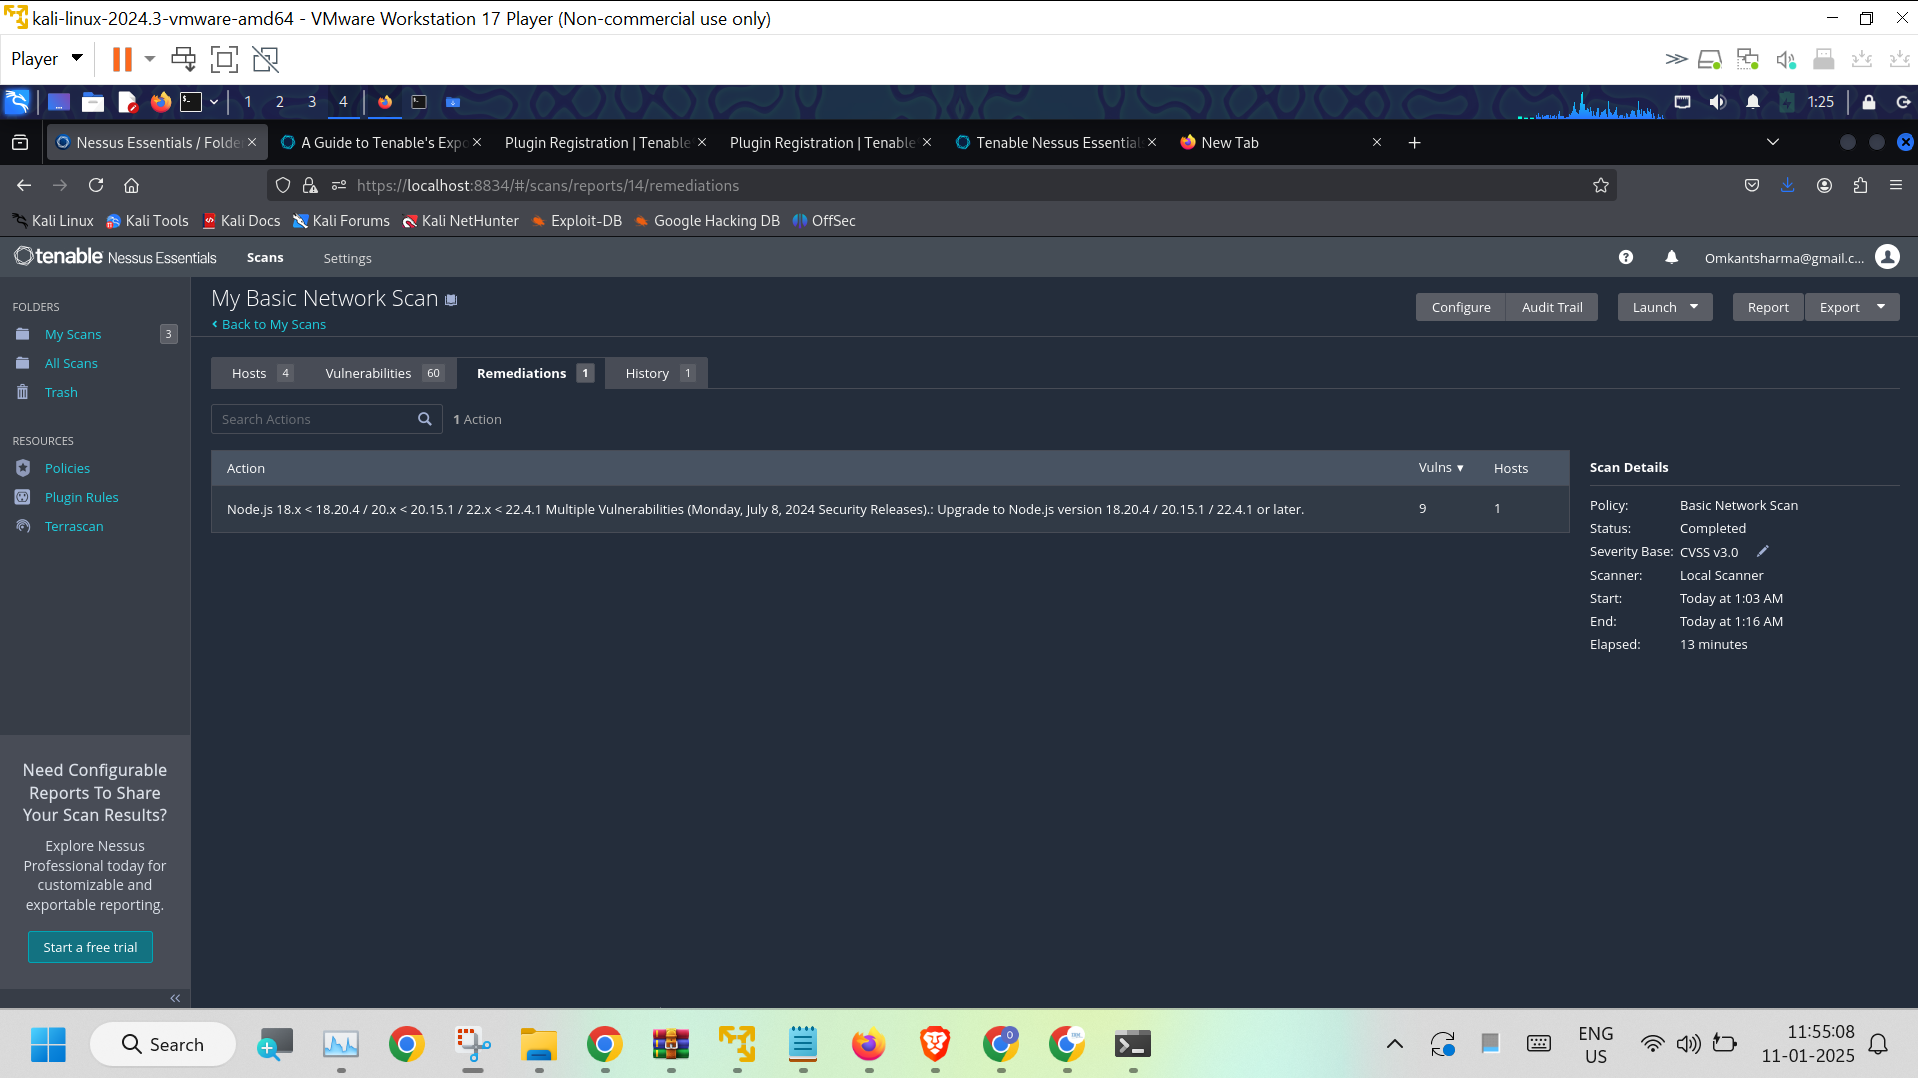 kali-linux-2024.3-vmware-amd64 - VMware Workstation 17 Player (Non-commercial use only)
Player
1 2 3 4
1:25
Nessus Essentials / Folde
A Guide to Tenable's Expo
Plugin Registration | Tenable
Plugin Registration | Tenable
Tenable Nessus Essential
New Tab
https://localhost:8834/#/scans/reports/14/remediations
Kali Linux
Kali Tools
Kali Docs
Kali Forums
Kali NetHunter
Exploit-DB
Google Hacking DB
OffSec
tenable Nessus Essentials
Scans
Settings
Omkantsharma@gmail.c...
FOLDERS
My Scans 3
All Scans
Trash
RESOURCES
Policies
Plugin Rules
Terrascan
Need Configurable
Reports To Share
Your Scan Results?
Explore Nessus
Professional today for
customizable and
exportable reporting.
Start a free trial
My Basic Network Scan
Back to My Scans
Configure
Audit Trail
Launch
Report
Export
Hosts 4
Vulnerabilities 60
Remediations 1
History 1
Search Actions
1 Action
Action Vulns Hosts
Node.js 18.x < 18.20.4 / 20.x < 20.15.1 / 22.x < 22.4.1 Multiple Vulnerabilities (Monday, July 8, 2024 Security Releases).: Upgrade to Node.js version 18.20.4 / 20.15.1 / 22.4.1 or later. 9 1
Scan Details
Policy: Basic Network Scan
Status: Completed
Severity Base: CVSS v3.0
Scanner: Local Scanner
Start: Today at 1:03 AM
End: Today at 1:16 AM
Elapsed: 13 minutes
Search
ENG
US
11:55:08
11-01-2025